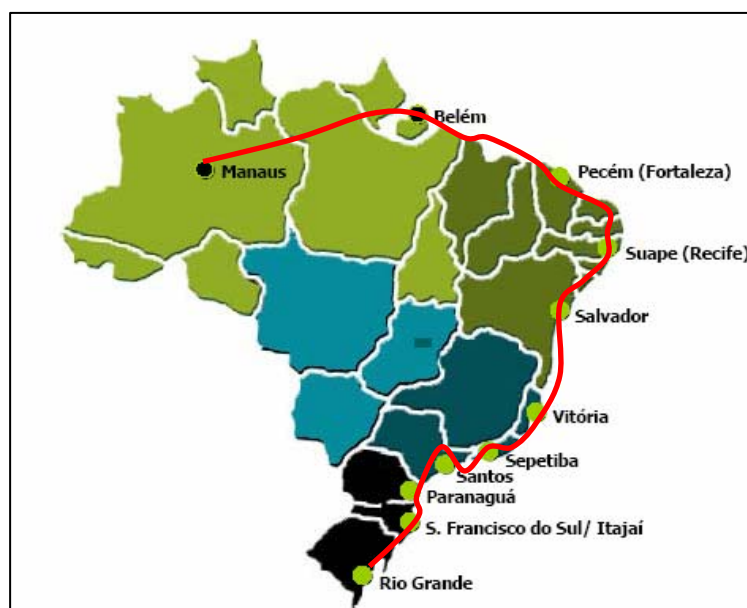 Belém
Manaus
Pecém (Fortaleza)
Suape (Recife)
Salvador
Vitória
Sepetiba
Santos
Paranaguá
S. Francisco do Sul/ Itajaí
Rio Grande